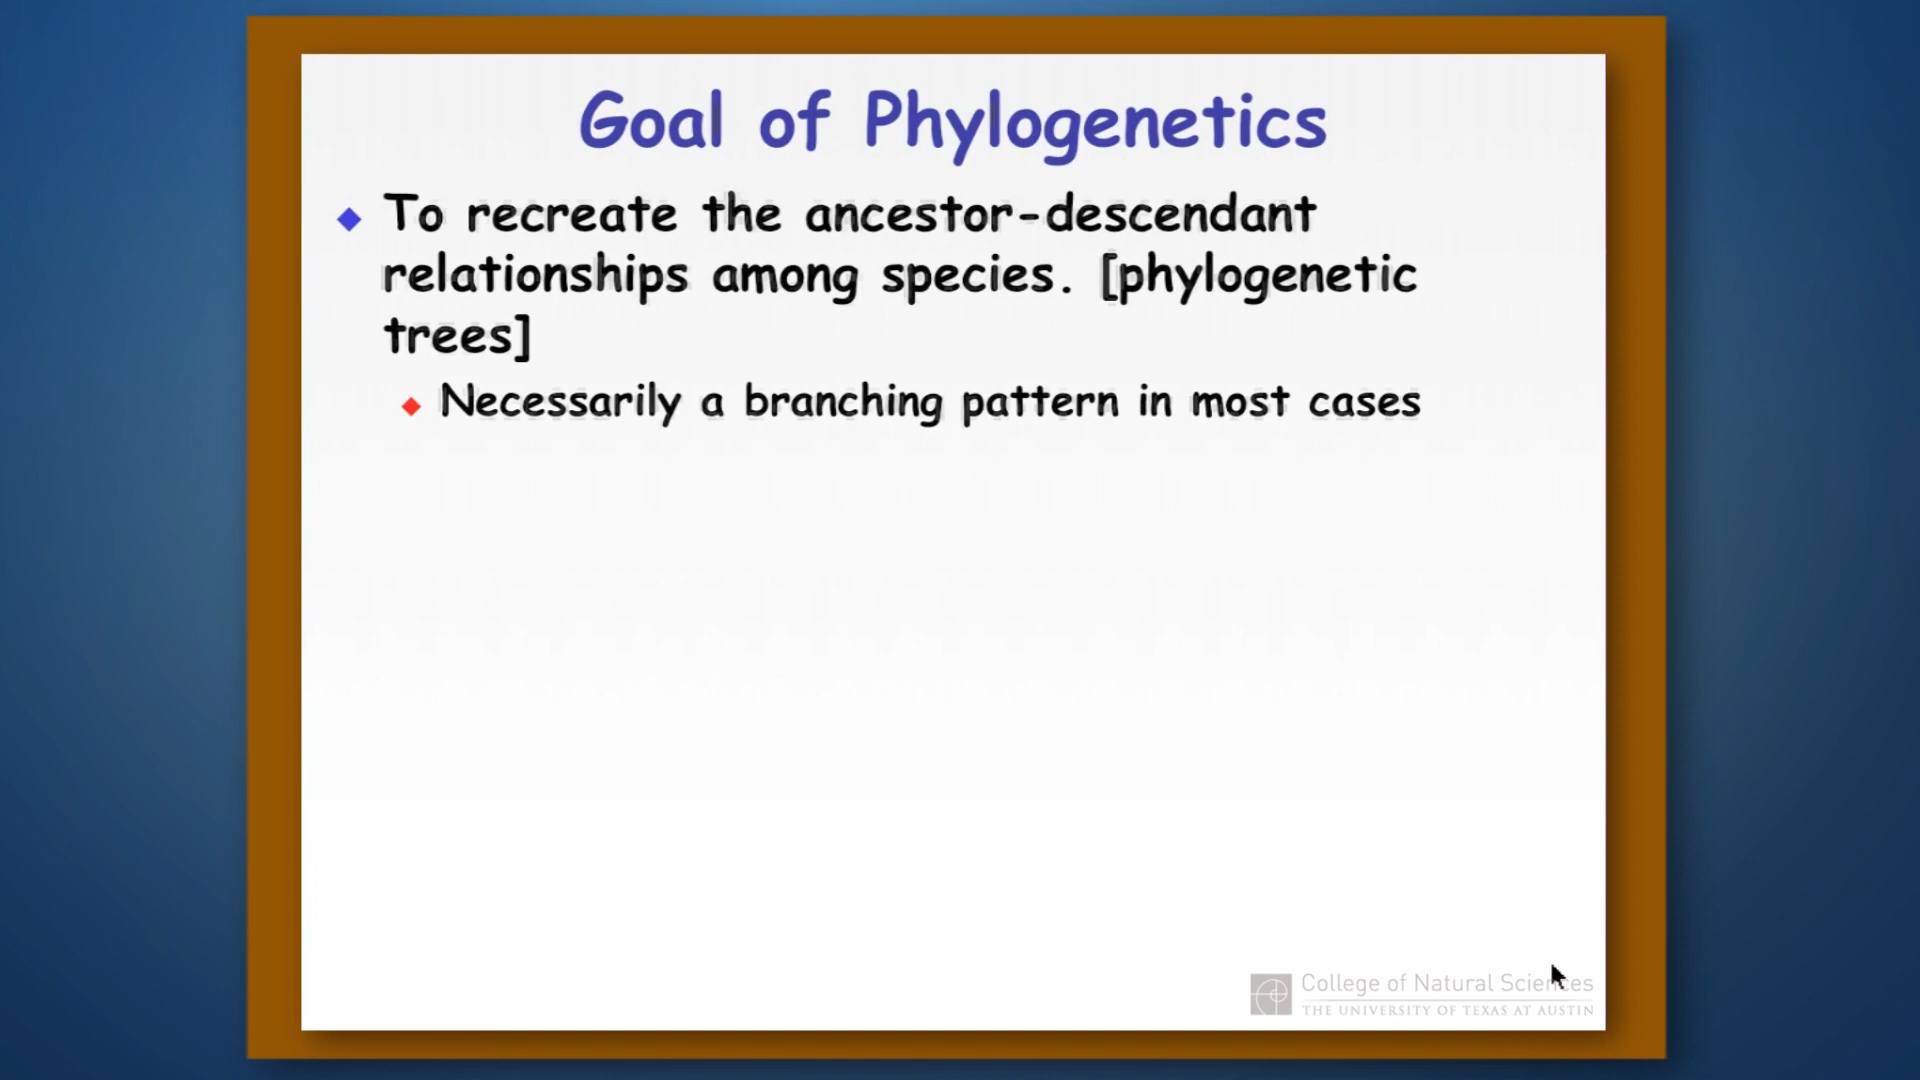 Goal of Phylogenetics
To recreate the ancestor-descendant
relationships among species. [phylogenetic
trees]
Necessarily a branching pattern in most cases
College of Natural Sciences
THE UNIVERSITY OF TEXAS AT AUSTIN